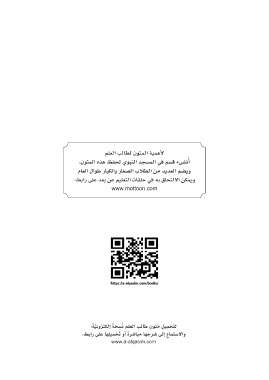 لأهمية المتون لطالب العلم
أُنشىء قسم في المسجد النبوي لحفظ هذه المتون،
ويضم العديد من الطلاب الصغار والكبار طوال العام
ويمكن الالتحاق به في حلقات التعليم عن بعد على رابط:
www.mottoon.com
https://a-alqasim.com/books/
لتحميل متون طالب العلم نسخة إلكترونية،
والاستماع إلى شرحها مباشرة أو تحميلها على رابط:
www.a-alqasim.com